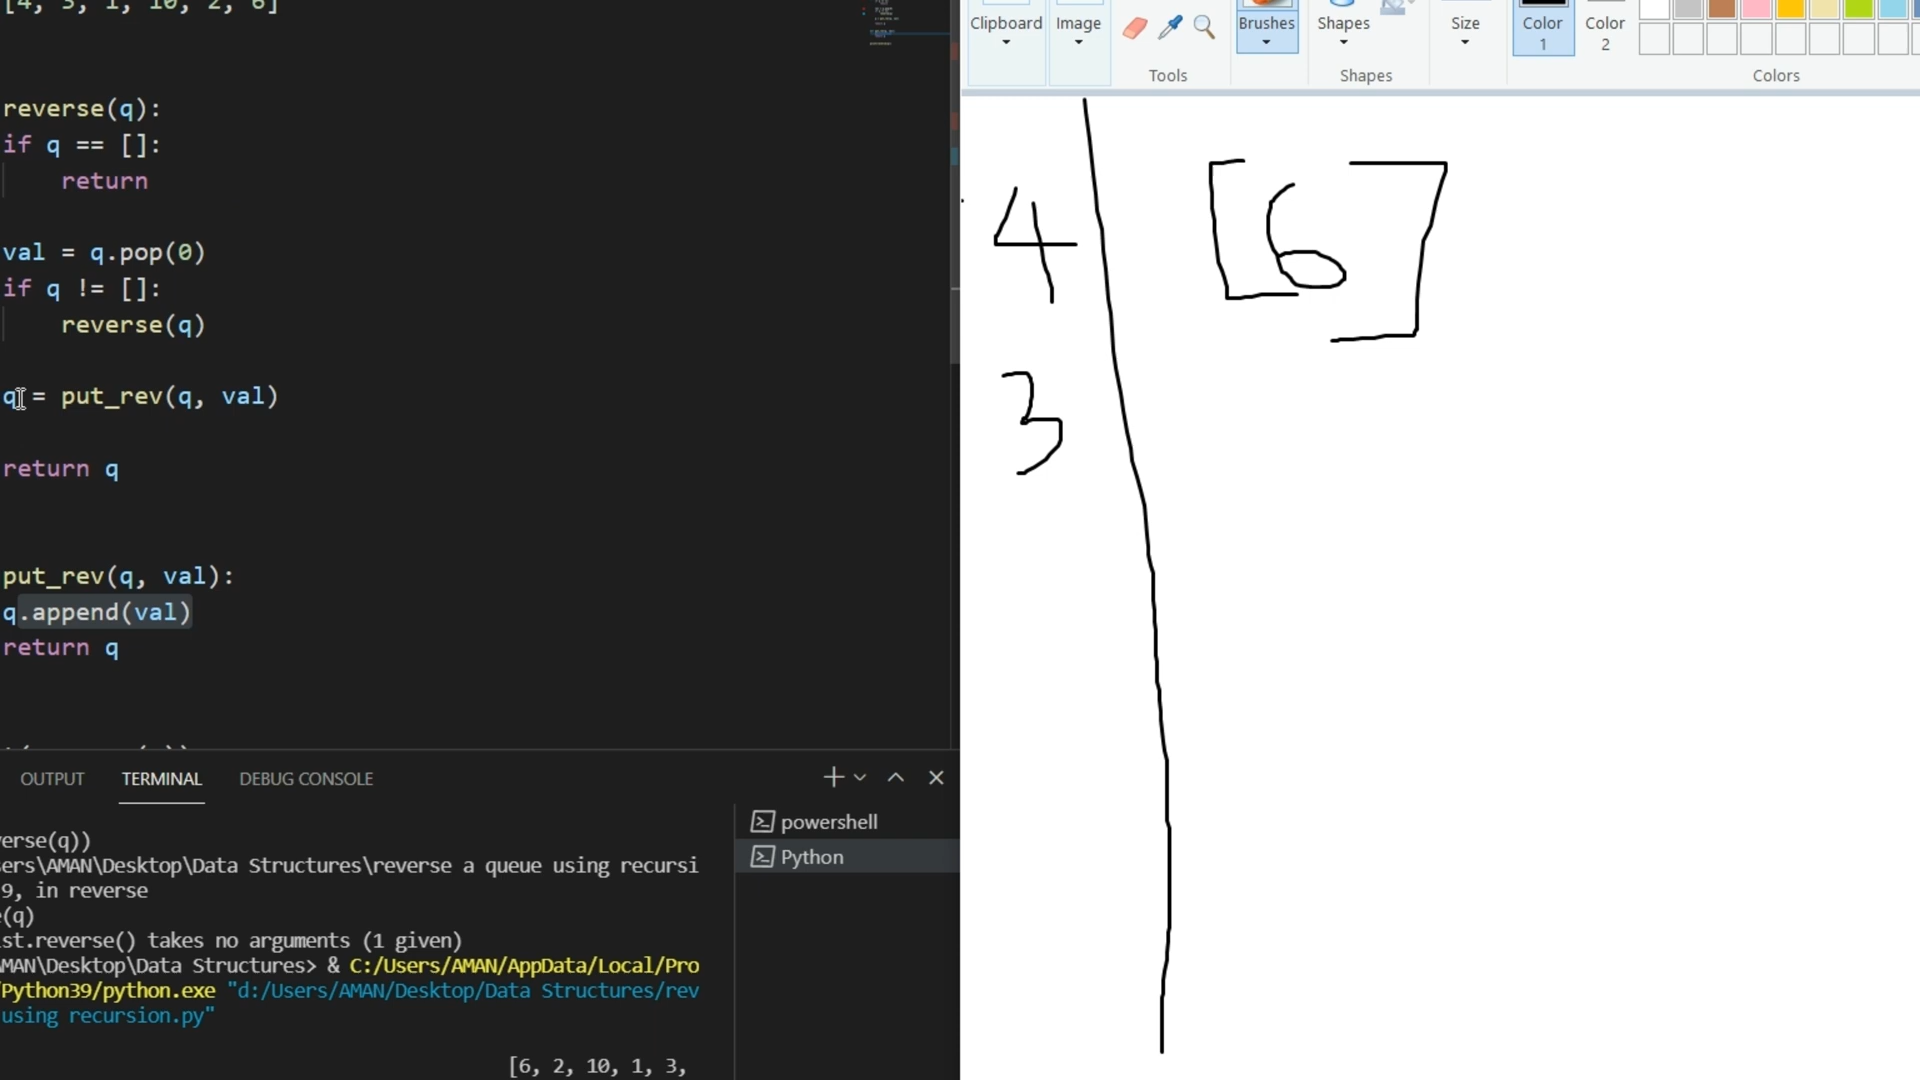 [4, 3, 1, 10, 2, 6]
reverse(q):
if q == []:
return
val = q.pop(0)
if q != []:
reverse(q)
q = put_rev(q, val)
return q
put_rev(q, val):
q.append(val)
return q
OUTPUT TERMINAL DEBUG CONSOLE
powershell
Python
erse(q))
ers\AMAN\Desktop\Data Structures\reverse a queue using recursi
9, in reverse
(q)
st.reverse() takes no arguments (1 given)
MAN\Desktop\Data Structures> & C:/Users/AMAN/AppData/Local/Pro
/Python39/python.exe "d:/Users/AMAN/Desktop/Data Structures/rev
using recursion.py"
[6, 2, 10, 1, 3,
Clipboard Image Brushes Shapes Size Color 1 Color 2
Tools Shapes Colors
4 [6]
3